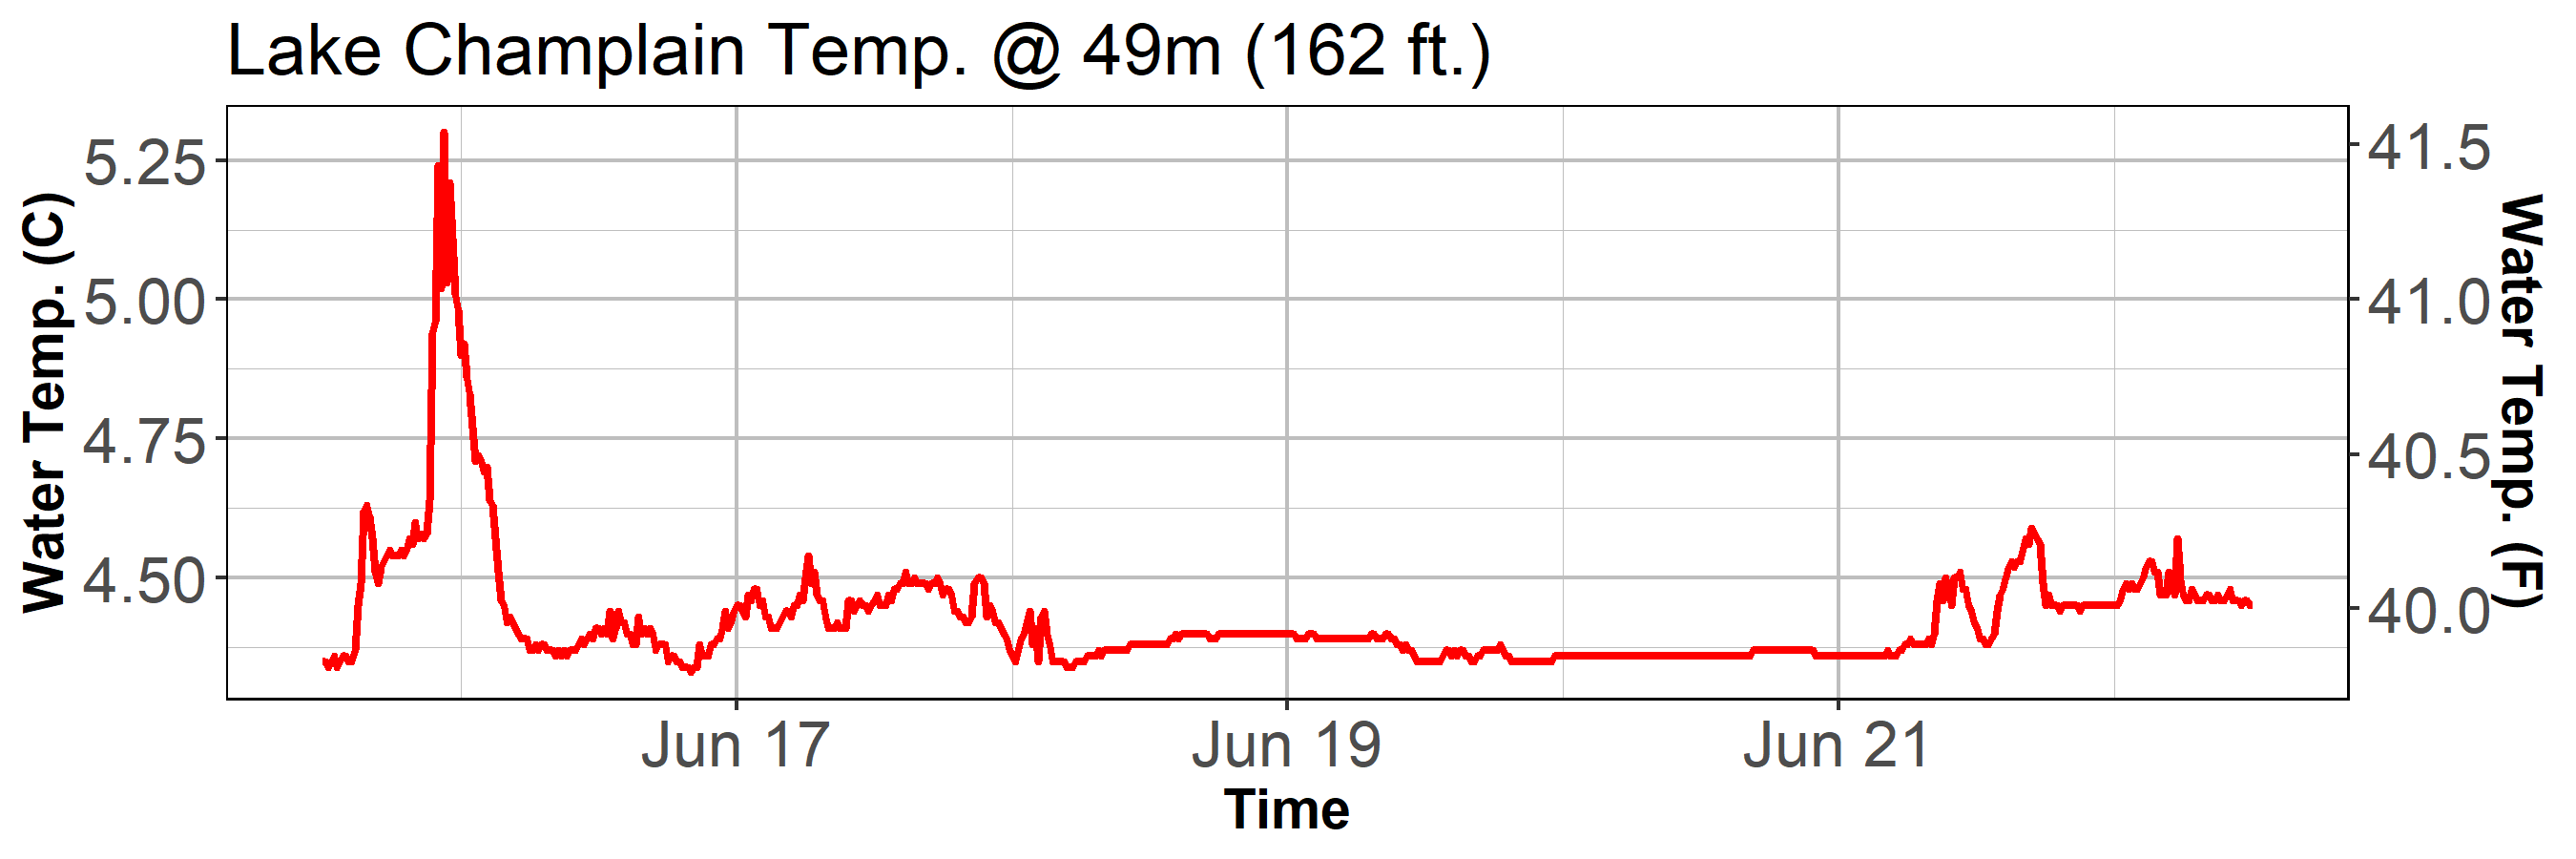 Lake Champlain Temp. @ 49m (162 ft.)
Water Temp. (C)
5.25
5.00
4.75
4.50
41.5
41.0
40.5
40.0
Water Temp. (F)
Jun 17
Jun 19
Jun 21
Time